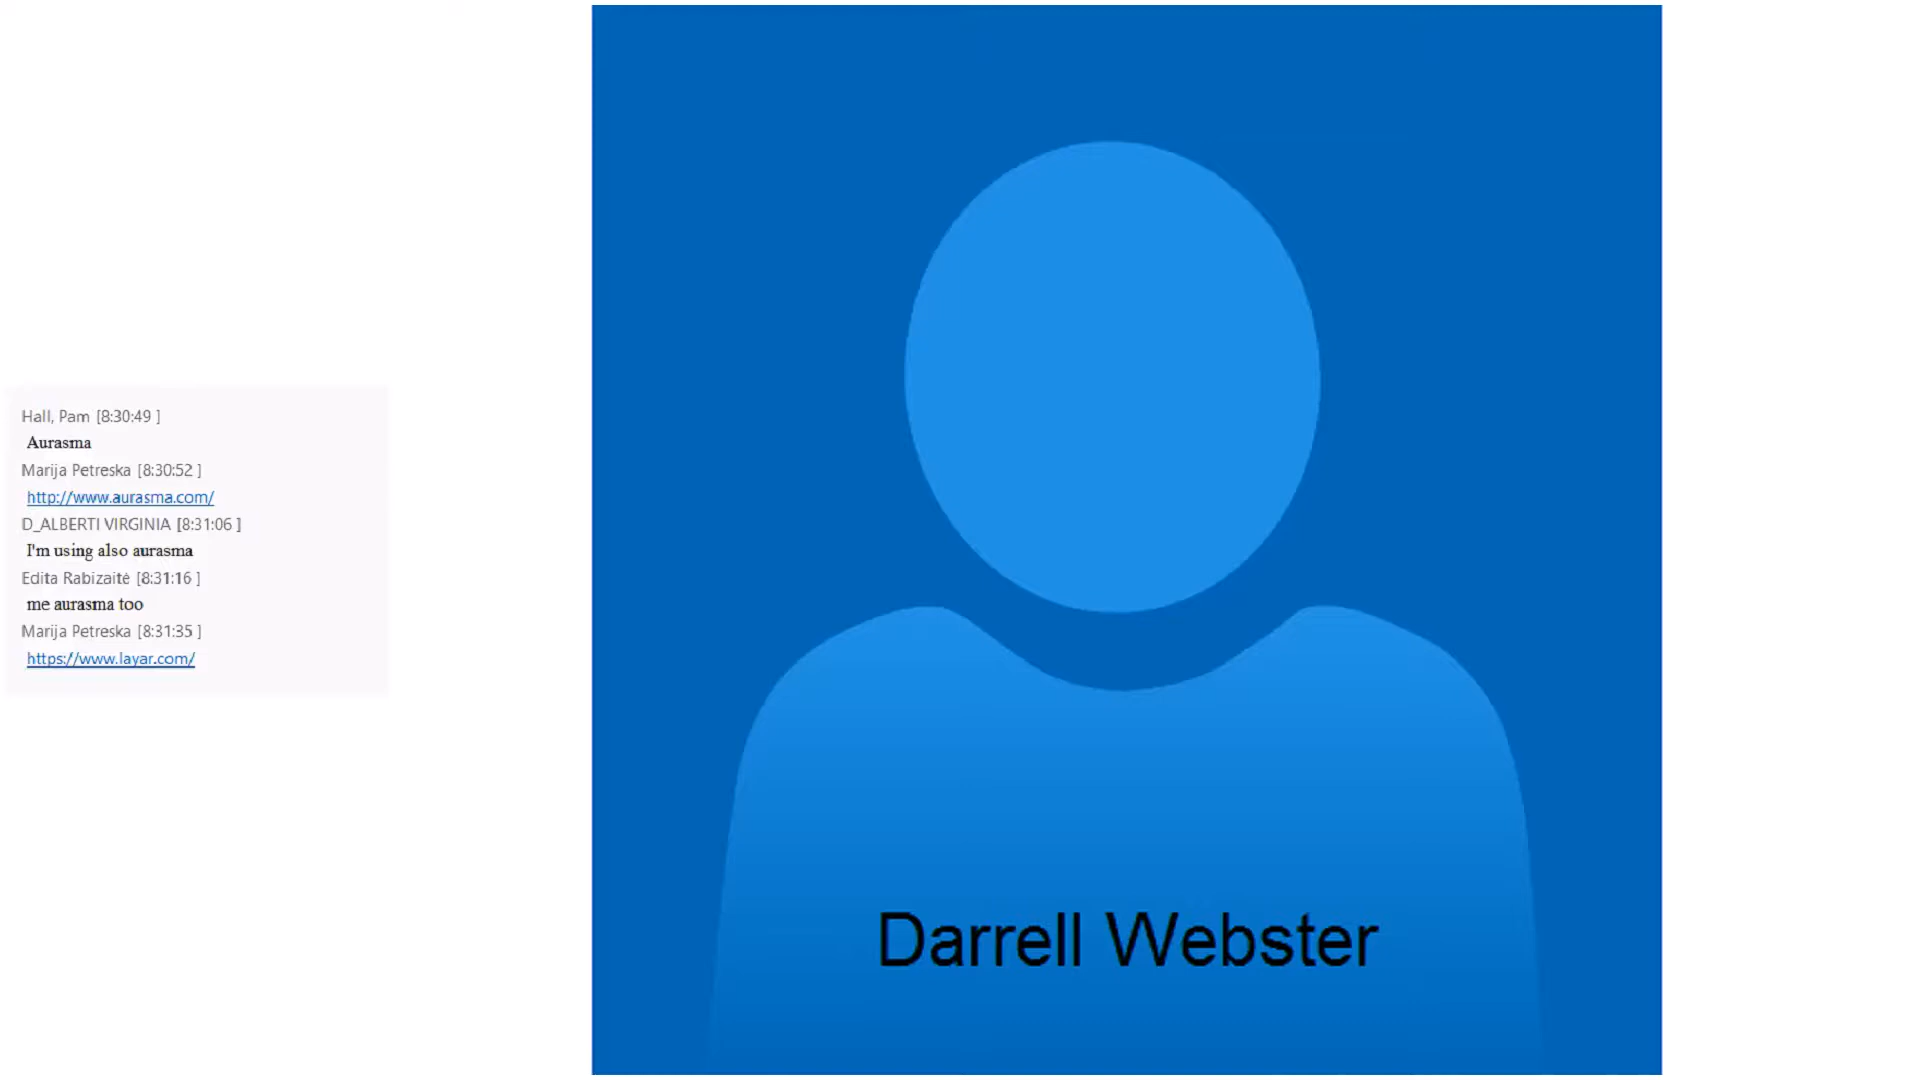 Hall, Pam [8:30:49 ]
Aurasma
Marija Petreska [8:30:52 ]
http://www.aurasma.com/
D_ALBERTI VIRGINIA [8:31:06 ]
I'm using also aurasma
Edita Rabizaitė [8:31:16 ]
me aurasma too
Marija Petreska [8:31:35 ]
https://www.layar.com/
Darrell Webster